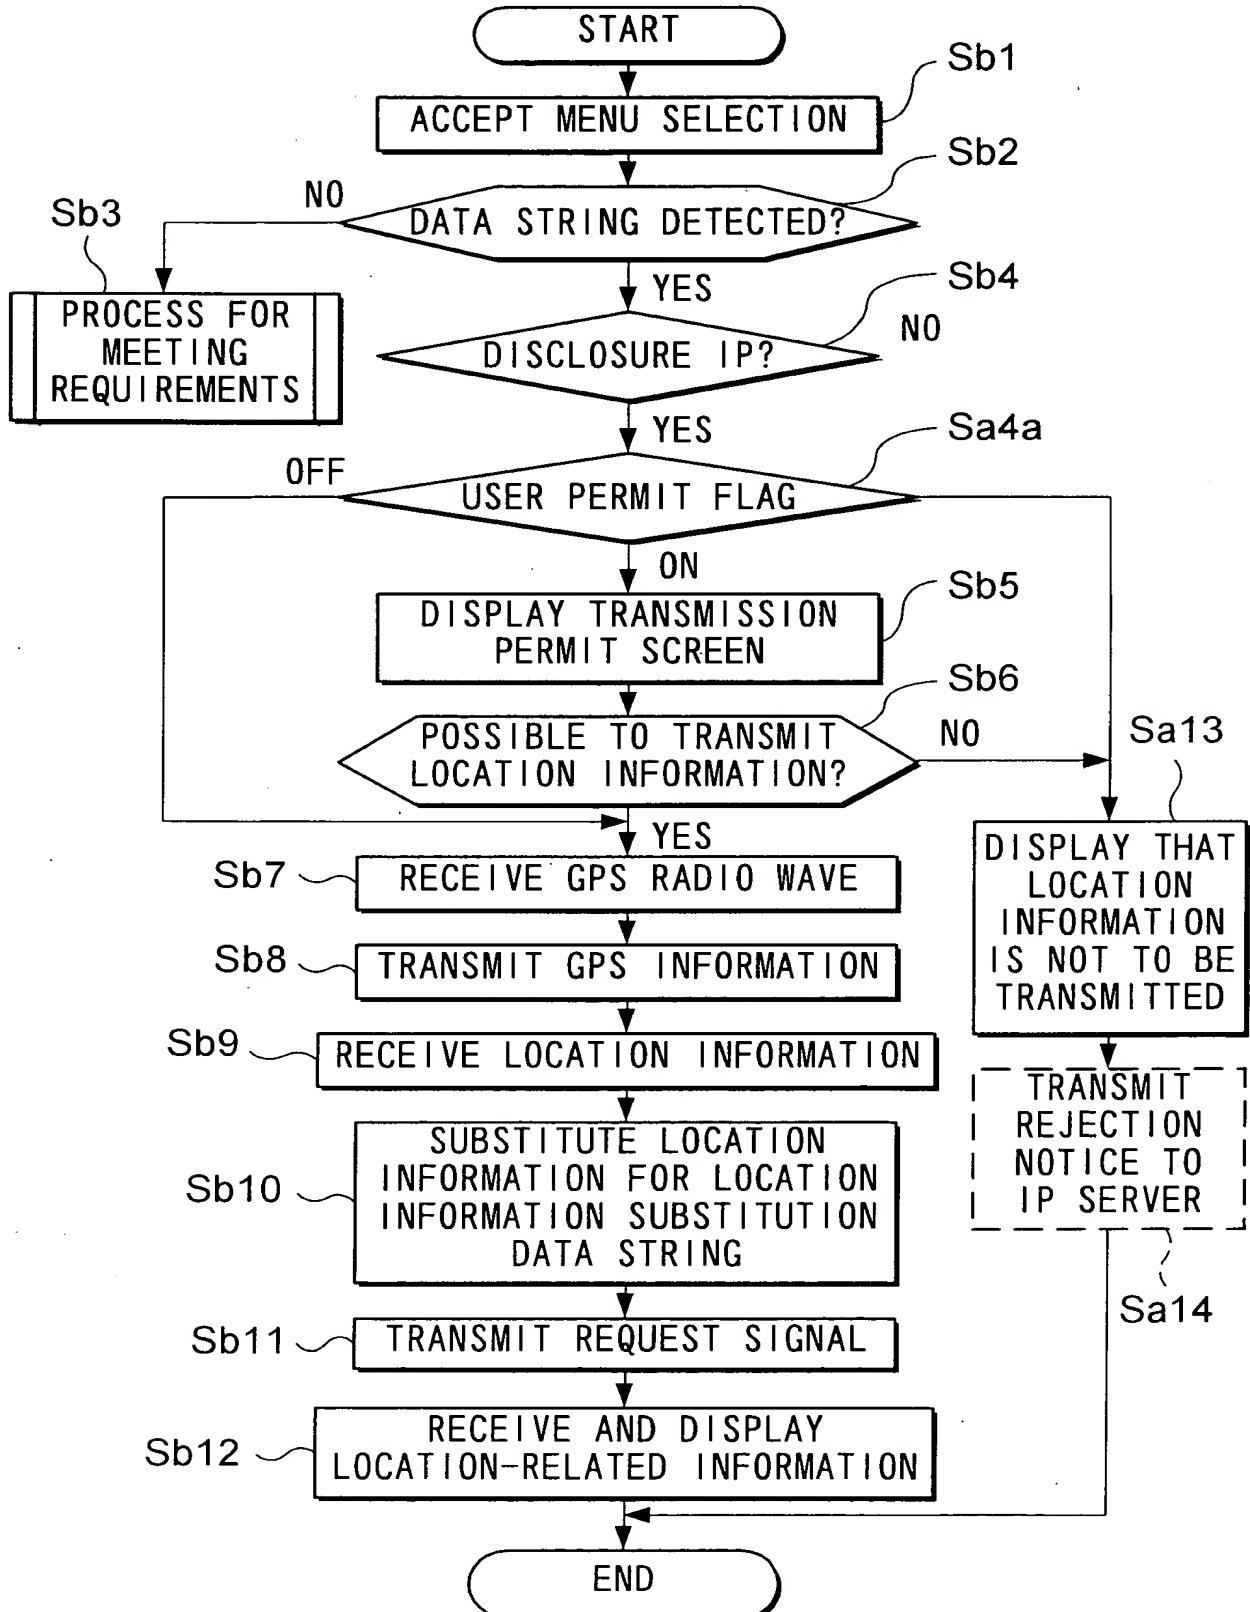 START
Sb1
ACCEPT MENU SELECTION
Sb2
NO
Sb3
DATA STRING DETECTED?
YES
Sb4
NO
PROCESS FOR
MEETING
REQUIREMENTS
DISCLOSURE IP?
YES
Sa4a
OFF
USER PERMIT FLAG
ON
Sb5
DISPLAY TRANSMISSION
PERMIT SCREEN
Sb6
POSSIBLE TO TRANSMIT
LOCATION INFORMATION?
NO
Sa13
YES
Sb7
RECEIVE GPS RADIO WAVE
DISPLAY THAT
LOCATION
INFORMATION
IS NOT TO BE
TRANSMITTED
Sb8
TRANSMIT GPS INFORMATION
Sb9
RECEIVE LOCATION INFORMATION
TRANSMIT
REJECTION
NOTICE TO
IP SERVER
Sa14
Sb10
SUBSTITUTE LOCATION
INFORMATION FOR LOCATION
INFORMATION SUBSTITUTION
DATA STRING
Sb11
TRANSMIT REQUEST SIGNAL
Sb12
RECEIVE AND DISPLAY
LOCATION-RELATED INFORMATION
END